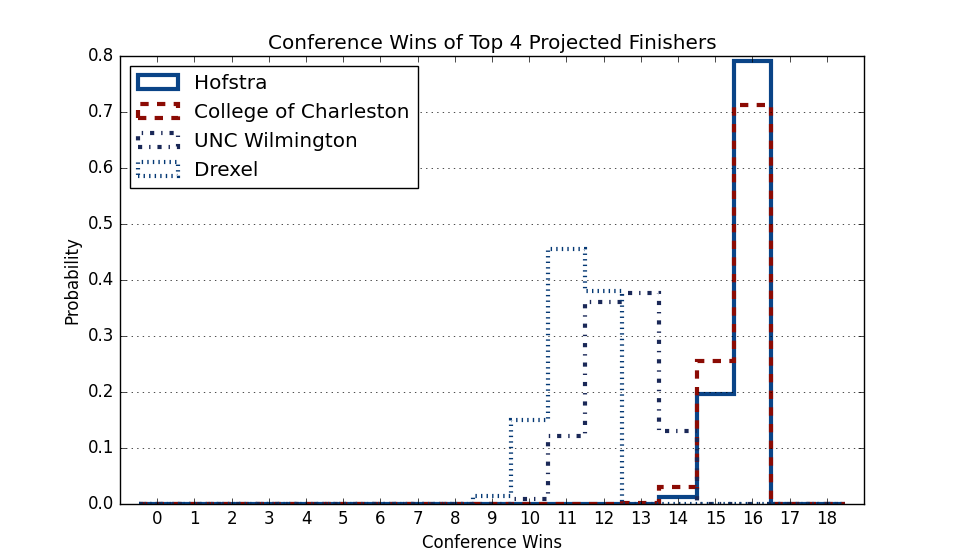 Conference Wins of Top 4 Projected Finishers
0.8
0.7
0.6
0.5
0.4
0.3
0.2
0.1
0.0
Probability
Hofstra
College of Charleston
UNC Wilmington
Drexel
0 1 2 3 4 5 6 7 8 9 10 11 12 13 14 15 16 17 18
Conference Wins